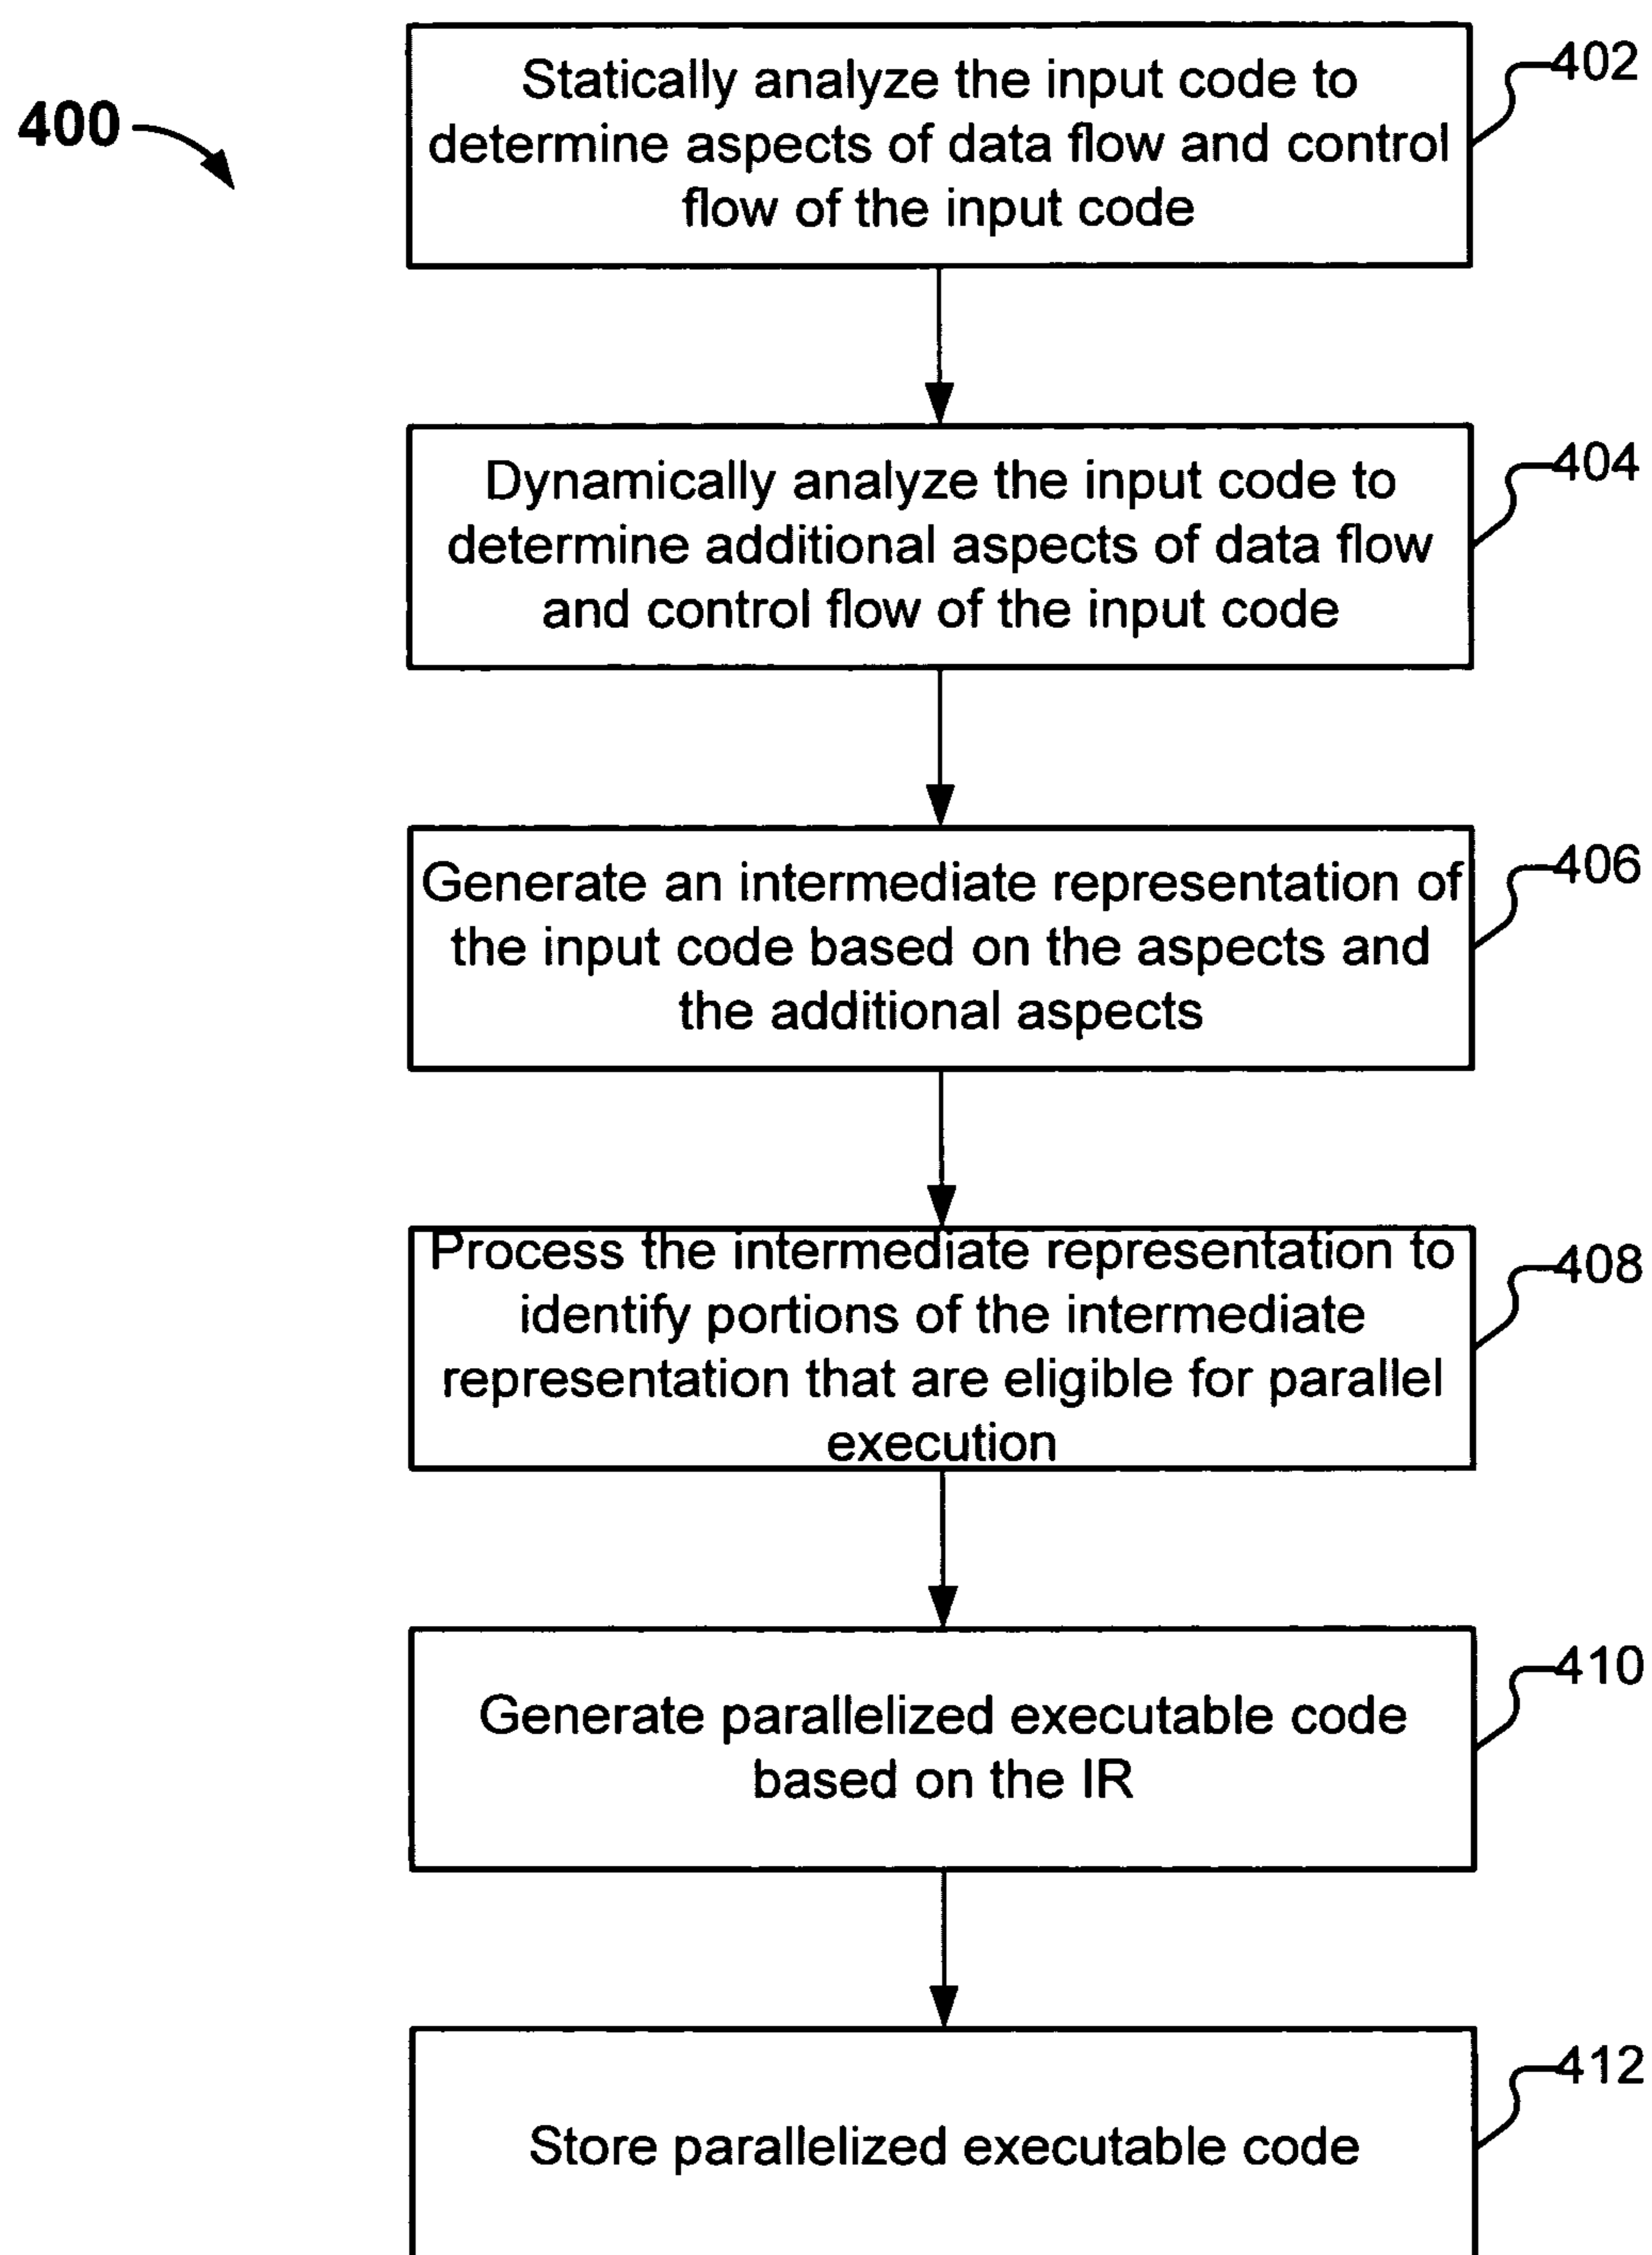 400
Statically analyze the input code to
determine aspects of data flow and control
flow of the input code
402
Dynamically analyze the input code to
determine additional aspects of data flow
and control flow of the input code
404
Generate an intermediate representation of
the input code based on the aspects and
the additional aspects
406
Process the intermediate representation to
identify portions of the intermediate
representation that are eligible for parallel
execution
408
Generate parallelized executable code
based on the IR
410
Store parallelized executable code
412